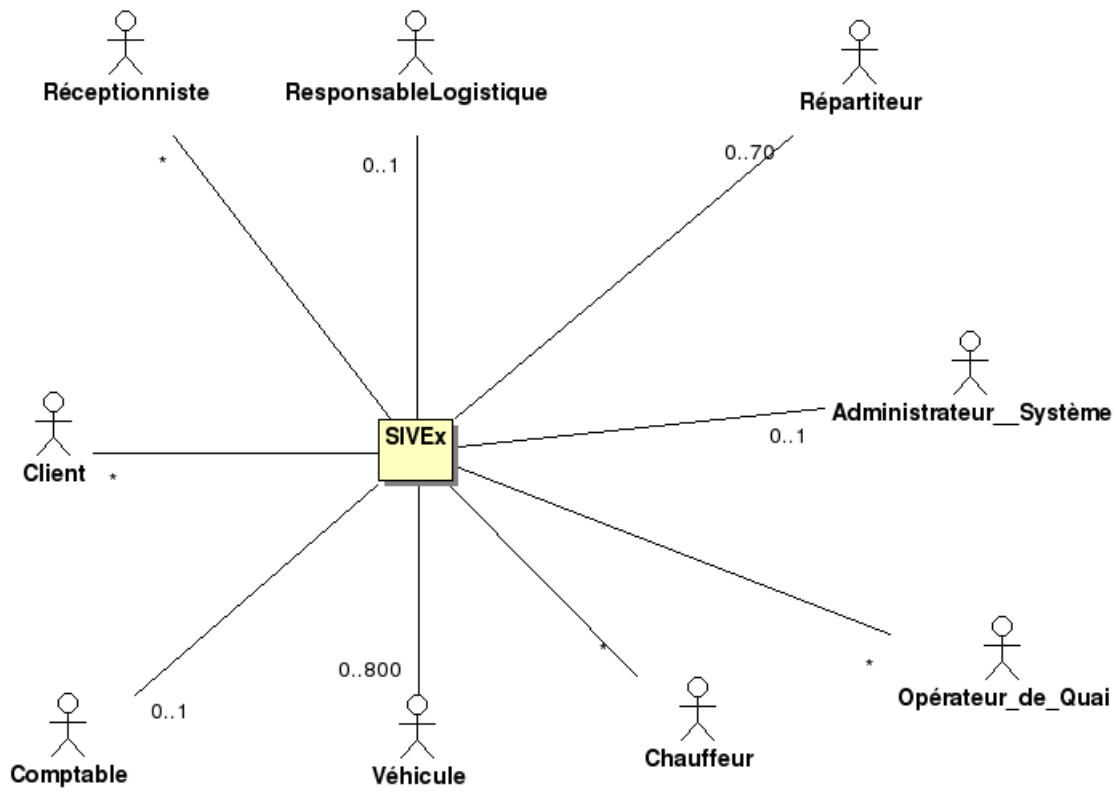 Réceptionniste
ResponsableLogistique
Répartiteur
*
0..1
0..70
Administrateur__Système
0..1
SIVEx
Client
*
0..800
*
*
Opérateur_de_Quai
0..1
Comptable
Véhicule
Chauffeur